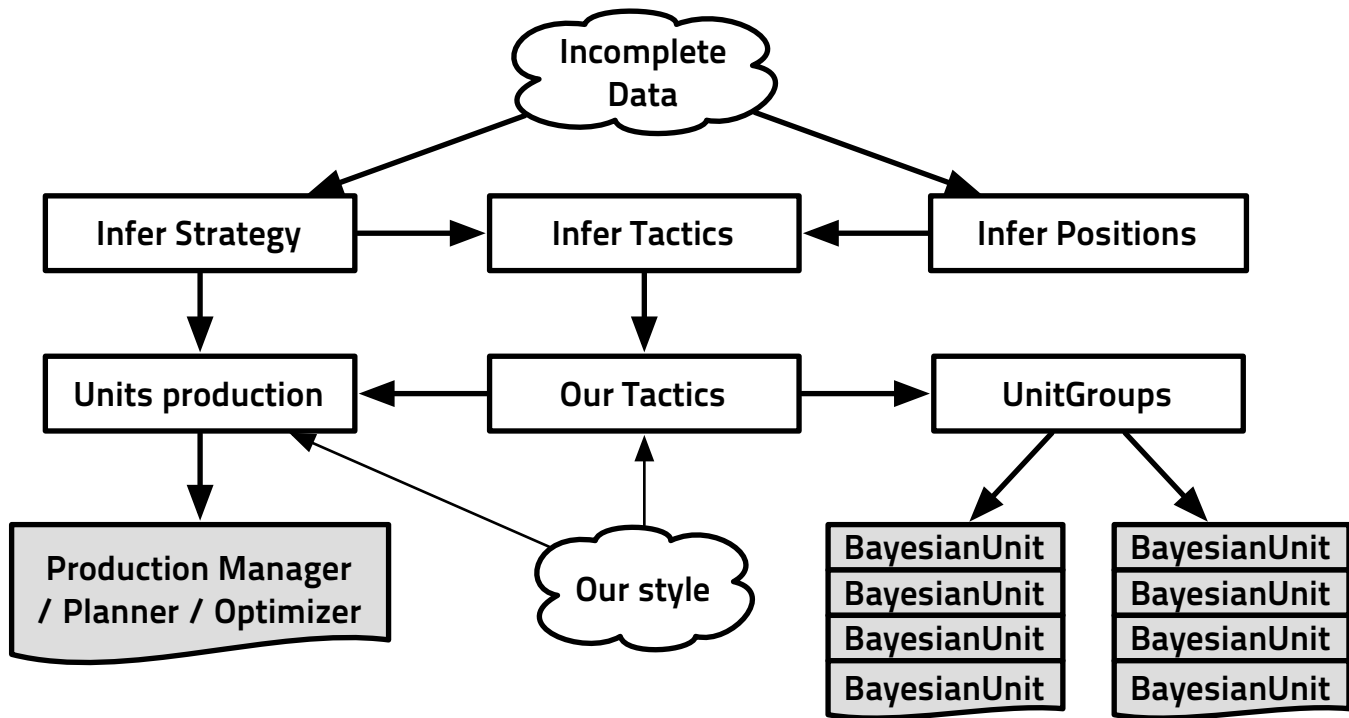 Incomplete
Data
Infer Strategy
Infer Tactics
Infer Positions
Units production
Our Tactics
UnitGroups
Production Manager
/ Planner / Optimizer
Our style
BayesianUnit
BayesianUnit
BayesianUnit
BayesianUnit
BayesianUnit
BayesianUnit
BayesianUnit
BayesianUnit